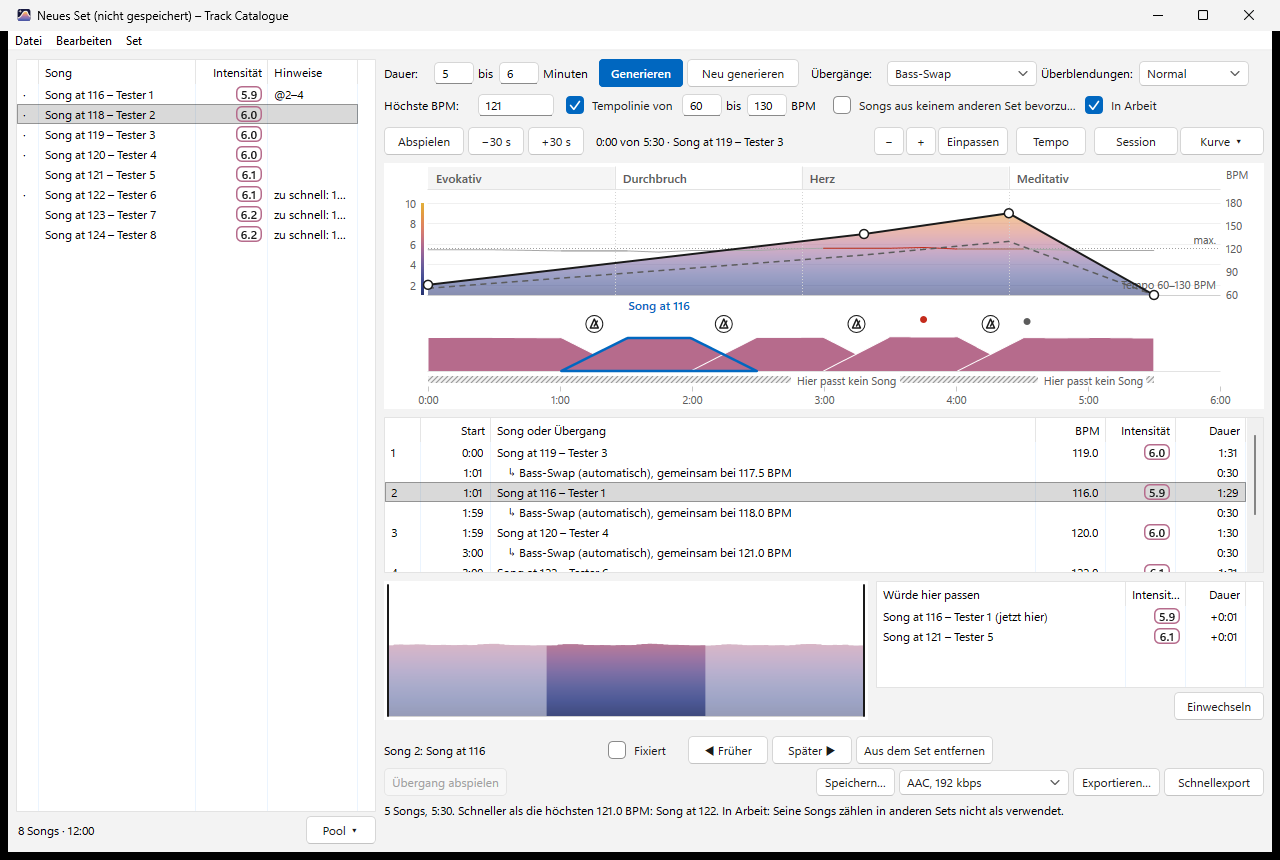 Neues Set (nicht gespeichert) – Track Catalogue
Datei Bearbeiten Set
Song Intensität Hinweise
· Song at 116 – Tester 1 5.9 @2–4
· Song at 118 – Tester 2 6.0
· Song at 119 – Tester 3 6.0
· Song at 120 – Tester 4 6.0
Song at 121 – Tester 5 6.1
· Song at 122 – Tester 6 6.1 zu schnell: 1...
Song at 123 – Tester 7 6.2 zu schnell: 1...
Song at 124 – Tester 8 6.2 zu schnell: 1...
8 Songs · 12:00 Pool
Dauer: 5 bis 6 Minuten Generieren Neu generieren Übergänge: Bass-Swap Überblendungen: Normal
Höchste BPM: 121 Tempolinie von 60 bis 130 BPM Songs aus keinem anderen Set bevorzu... In Arbeit
Abspielen −30 s +30 s 0:00 von 5:30 · Song at 119 – Tester 3 − + Einpassen Tempo Session Kurve
Evokativ Durchbruch Herz Meditativ BPM
10 180
8 150
max.
6 120
4 90
Tempo 60–130 BPM
2 60
Song at 116
Hier passt kein Song Hier passt kein Song
0:00 1:00 2:00 3:00 4:00 5:00 6:00
Start Song oder Übergang BPM Intensität Dauer
1 0:00 Song at 119 – Tester 3 119.0 6.0 1:31
1:01 ↳ Bass-Swap (automatisch), gemeinsam bei 117.5 BPM 0:30
2 1:01 Song at 116 – Tester 1 116.0 5.9 1:29
1:59 ↳ Bass-Swap (automatisch), gemeinsam bei 118.0 BPM 0:30
3 1:59 Song at 120 – Tester 4 120.0 6.0 1:30
3:00 ↳ Bass-Swap (automatisch), gemeinsam bei 121.0 BPM 0:30
4 3:00 Song at 122 – Tester 6 122.0 6.1 1:31
Würde hier passen Intensit... Dauer
Song at 116 – Tester 1 (jetzt hier) 5.9 +0:01
Song at 121 – Tester 5 6.1 +0:01
Einwechseln
Song 2: Song at 116 Fixiert ◀ Früher Später ▶ Aus dem Set entfernen
Übergang abspielen Speichern... AAC, 192 kbps Exportieren... Schnellexport
5 Songs, 5:30. Schneller als die höchsten 121.0 BPM: Song at 122. In Arbeit: Seine Songs zählen in anderen Sets nicht als verwendet.